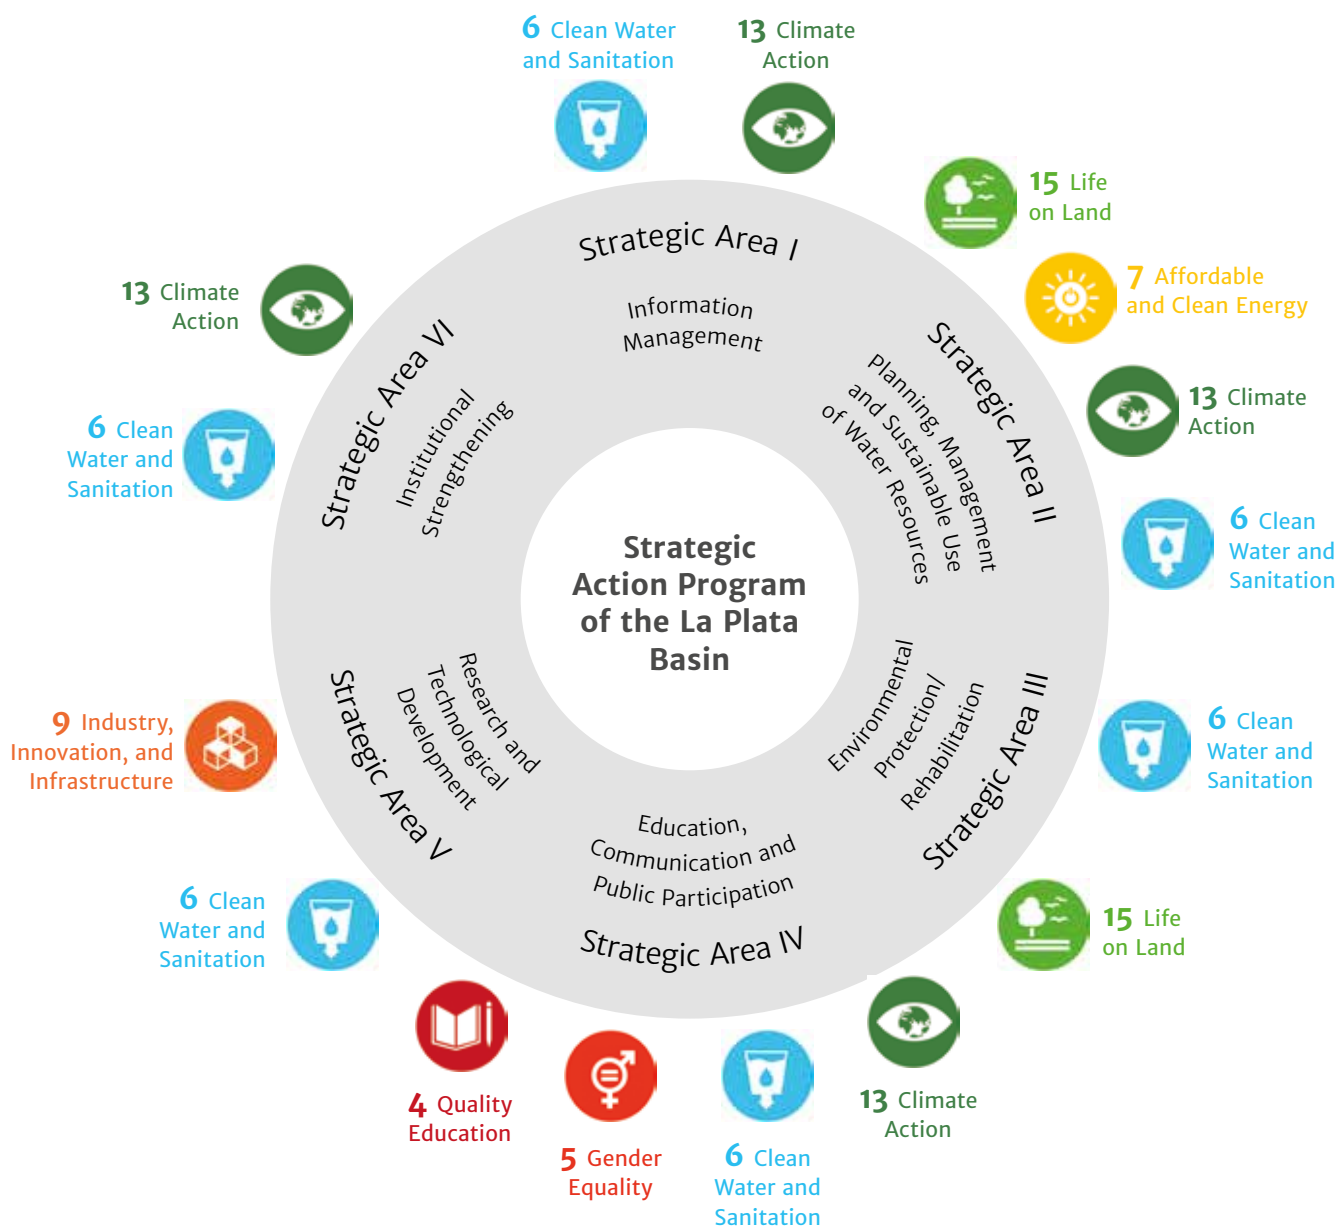 6 Clean Water
and Sanitation
13 Climate
Action
15 Life
on Land
7 Affordable
and Clean Energy
13 Climate
Action
6 Clean
Water and
Sanitation
6 Clean
Water and
Sanitation
15 Life
on Land
13 Climate
Action
6 Clean
Water and
Sanitation
5 Gender
Equality
4 Quality
Education
6 Clean
Water and
Sanitation
9 Industry,
Innovation, and
Infrastructure
6 Clean
Water and
Sanitation
13 Climate
Action
Strategic Area I
Information
Management
Strategic Area II
Planning, Management
and Sustainable Use
of Water Resources
Strategic Area III
Environmental
Protection/
Rehabilitation
Education,
Communication and
Public Participation
Strategic Area IV
Strategic Area V
Research and
Technological
Development
Strategic Area VI
Institutional
Strengthening
Strategic
Action Program
of the La Plata
Basin